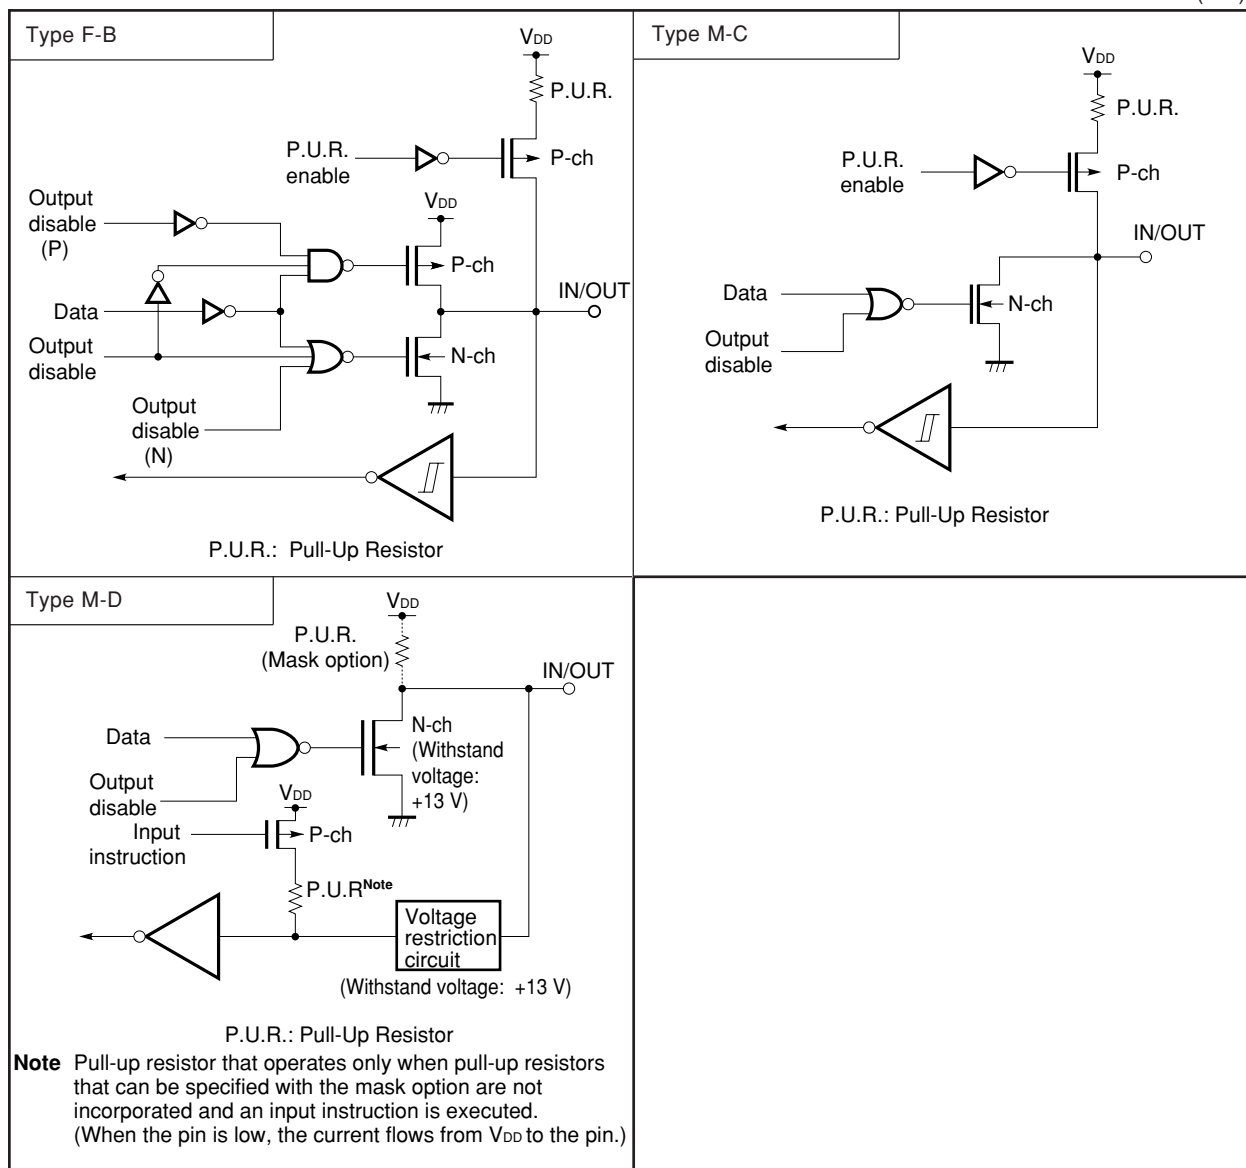 Type F-B
VDD
P.U.R.
P.U.R.
enable
P-ch
Output
disable
(P)
VDD
P-ch
IN/OUT
Data
Output
disable
N-ch
Output
disable
(N)
P.U.R.: Pull-Up Resistor
Type M-C
VDD
P.U.R.
P.U.R.
enable
P-ch
IN/OUT
Data
N-ch
Output
disable
P.U.R.: Pull-Up Resistor
Type M-D
VDD
P.U.R.
(Mask option)
IN/OUT
Data
N-ch
(Withstand
voltage:
+13 V)
Output
disable
VDD
Input
instruction
P-ch
P.U.RNote
Voltage
restriction
circuit
(Withstand voltage: +13 V)
P.U.R.: Pull-Up Resistor
Note Pull-up resistor that operates only when pull-up resistors
that can be specified with the mask option are not
incorporated and an input instruction is executed.
(When the pin is low, the current flows from VDD to the pin.)